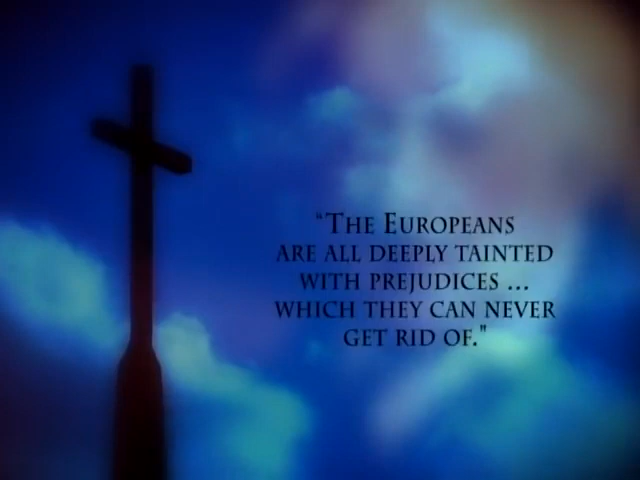 "The Europeans
are all deeply tainted
with prejudices ...
which they can never
get rid of."